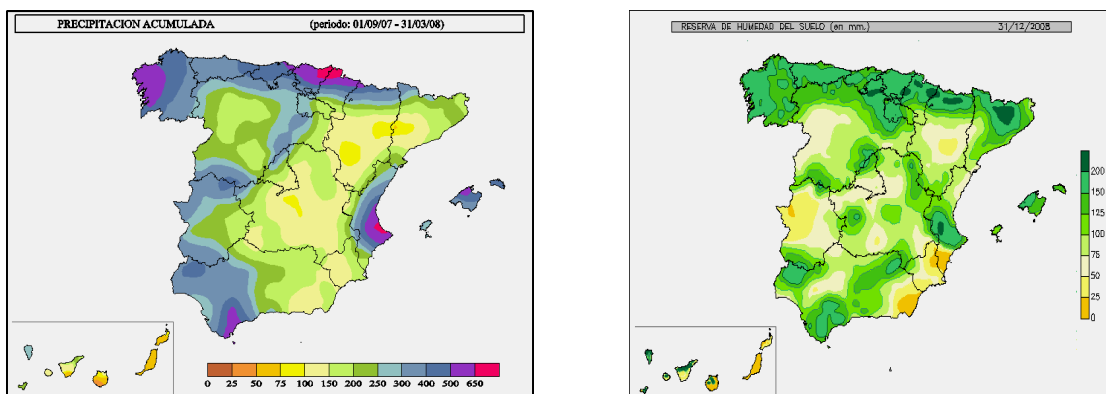 PRECIPITACION ACUMULADA (periodo: 01/09/07 - 31/03/08)
0 25 50 75 100 150 200 250 300 400 500 650
RESERVA DE HUMEDAD DEL SUELO (en mm.) 31/12/2008
200
150
125
100
75
50
25
0